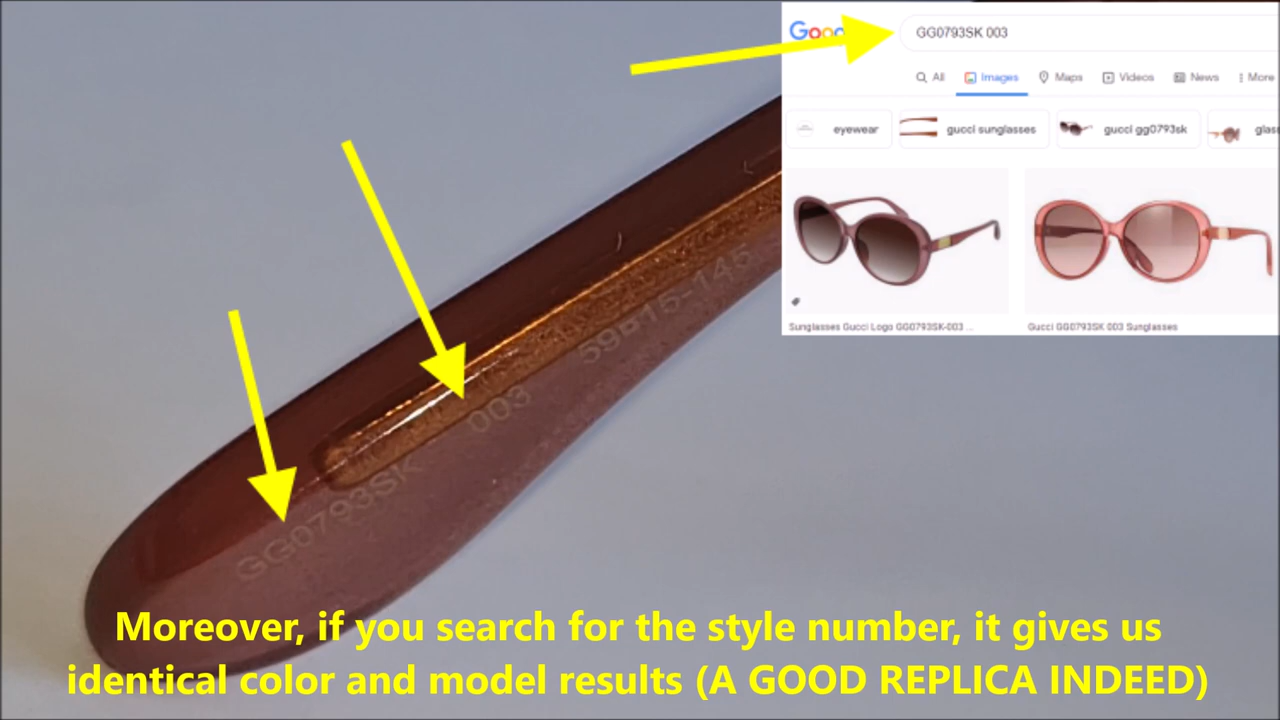 Google
GG0793SK 003
All Images Maps Videos News More
eyewear gucci sunglasses gucci gg0793sk
Sunglasses Gucci Logo GG0793SK-003 ...
Gucci GG0793SK 003 Sunglasses
GG0793SK 003 59□15-145
Moreover, if you search for the style number, it gives us
identical color and model results (A GOOD REPLICA INDEED)